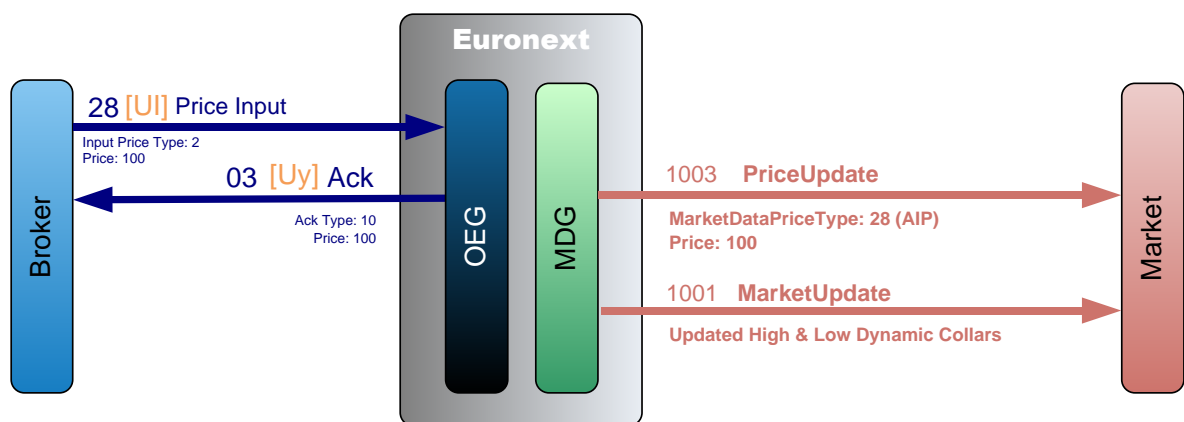 Euronext
Broker
28 [UI] Price Input
Input Price Type: 2
Price: 100
03 [Uy] Ack
Ack Type: 10
Price: 100
OEG
MDG
1003 PriceUpdate
MarketDataPriceType: 28 (AIP)
Price: 100
1001 MarketUpdate
Updated High & Low Dynamic Collars
Market